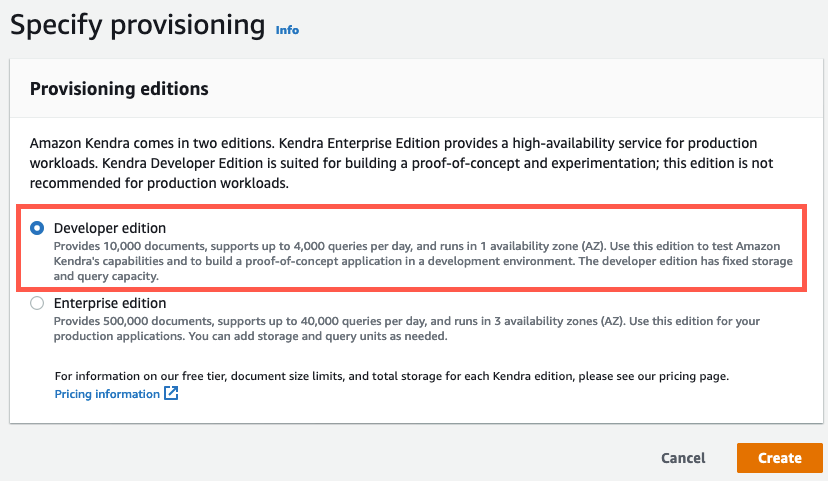 Specify provisioning Info
Provisioning editions
Amazon Kendra comes in two editions. Kendra Enterprise Edition provides a high-availability service for production
workloads. Kendra Developer Edition is suited for building a proof-of-concept and experimentation; this edition is not
recommended for production workloads.
Developer edition
Provides 10,000 documents, supports up to 4,000 queries per day, and runs in 1 availability zone (AZ). Use this edition to test Amazon
Kendra's capabilities and to build a proof-of-concept application in a development environment. The developer edition has fixed storage
and query capacity.
Enterprise edition
Provides 500,000 documents, supports up to 40,000 queries per day, and runs in 3 availability zones (AZ). Use this edition for your
production applications. You can add storage and query units as needed.
For information on our free tier, document size limits, and total storage for each Kendra edition, please see our pricing page.
Pricing information
Cancel Create